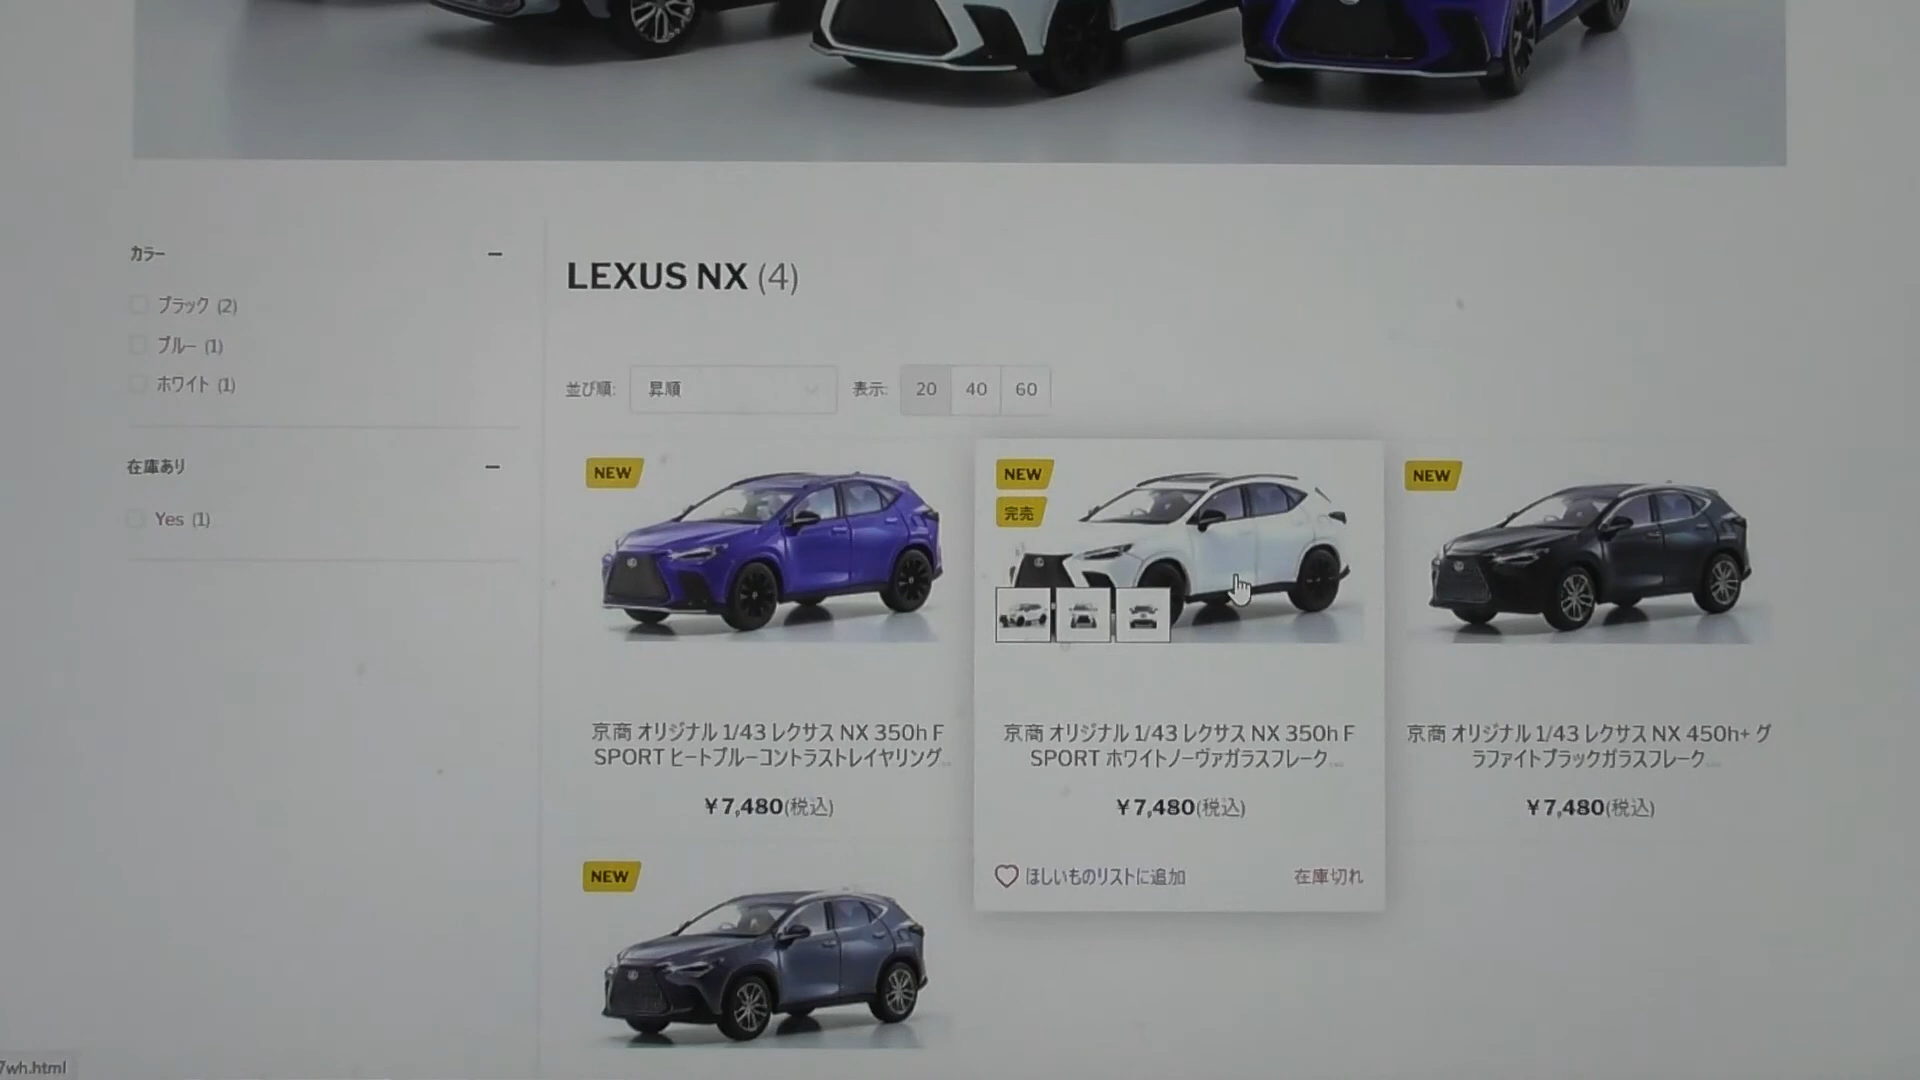 カラー
ブラック (2)
ブルー (1)
ホワイト (1)
在庫あり
Yes (1)
LEXUS NX (4)
並び順:
昇順
表示:
20
40
60
NEW
NEW
完売
NEW
京商 オリジナル 1/43 レクサス NX 350h F
SPORT ヒートブルーコントラストレイヤリング...
¥7,480(税込)
京商 オリジナル 1/43 レクサス NX 350h F
SPORT ホワイトノーヴァガラスフレーク...
¥7,480(税込)
ほしいものリストに追加
在庫切れ
京商 オリジナル 1/43 レクサス NX 450h+ グ
ラファイトブラックガラスフレーク...
¥7,480(税込)
NEW
7wh.html